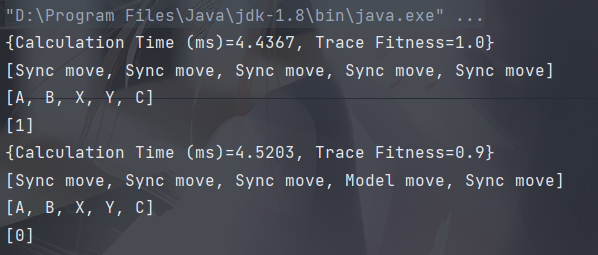 "D:\Program Files\Java\jdk-1.8\bin\java.exe" ...
{Calculation Time (ms)=4.4367, Trace Fitness=1.0}
[Sync move, Sync move, Sync move, Sync move, Sync move]
[A, B, X, Y, C]
[1]
{Calculation Time (ms)=4.5203, Trace Fitness=0.9}
[Sync move, Sync move, Sync move, Model move, Sync move]
[A, B, X, Y, C]
[0]